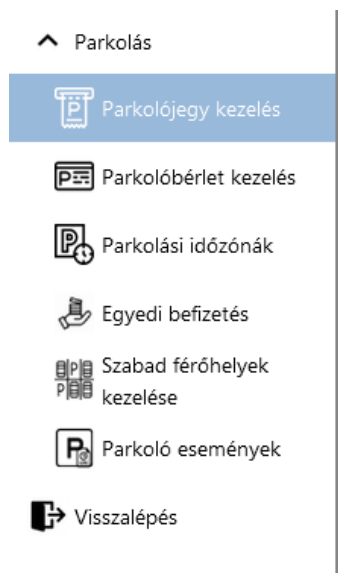 Parkolás
Parkolójegy kezelés
Parkolóbérlet kezelés
Parkolási időzónák
Egyedi befizetés
Szabad férőhelyek
kezelése
Parkoló események
Visszalépés